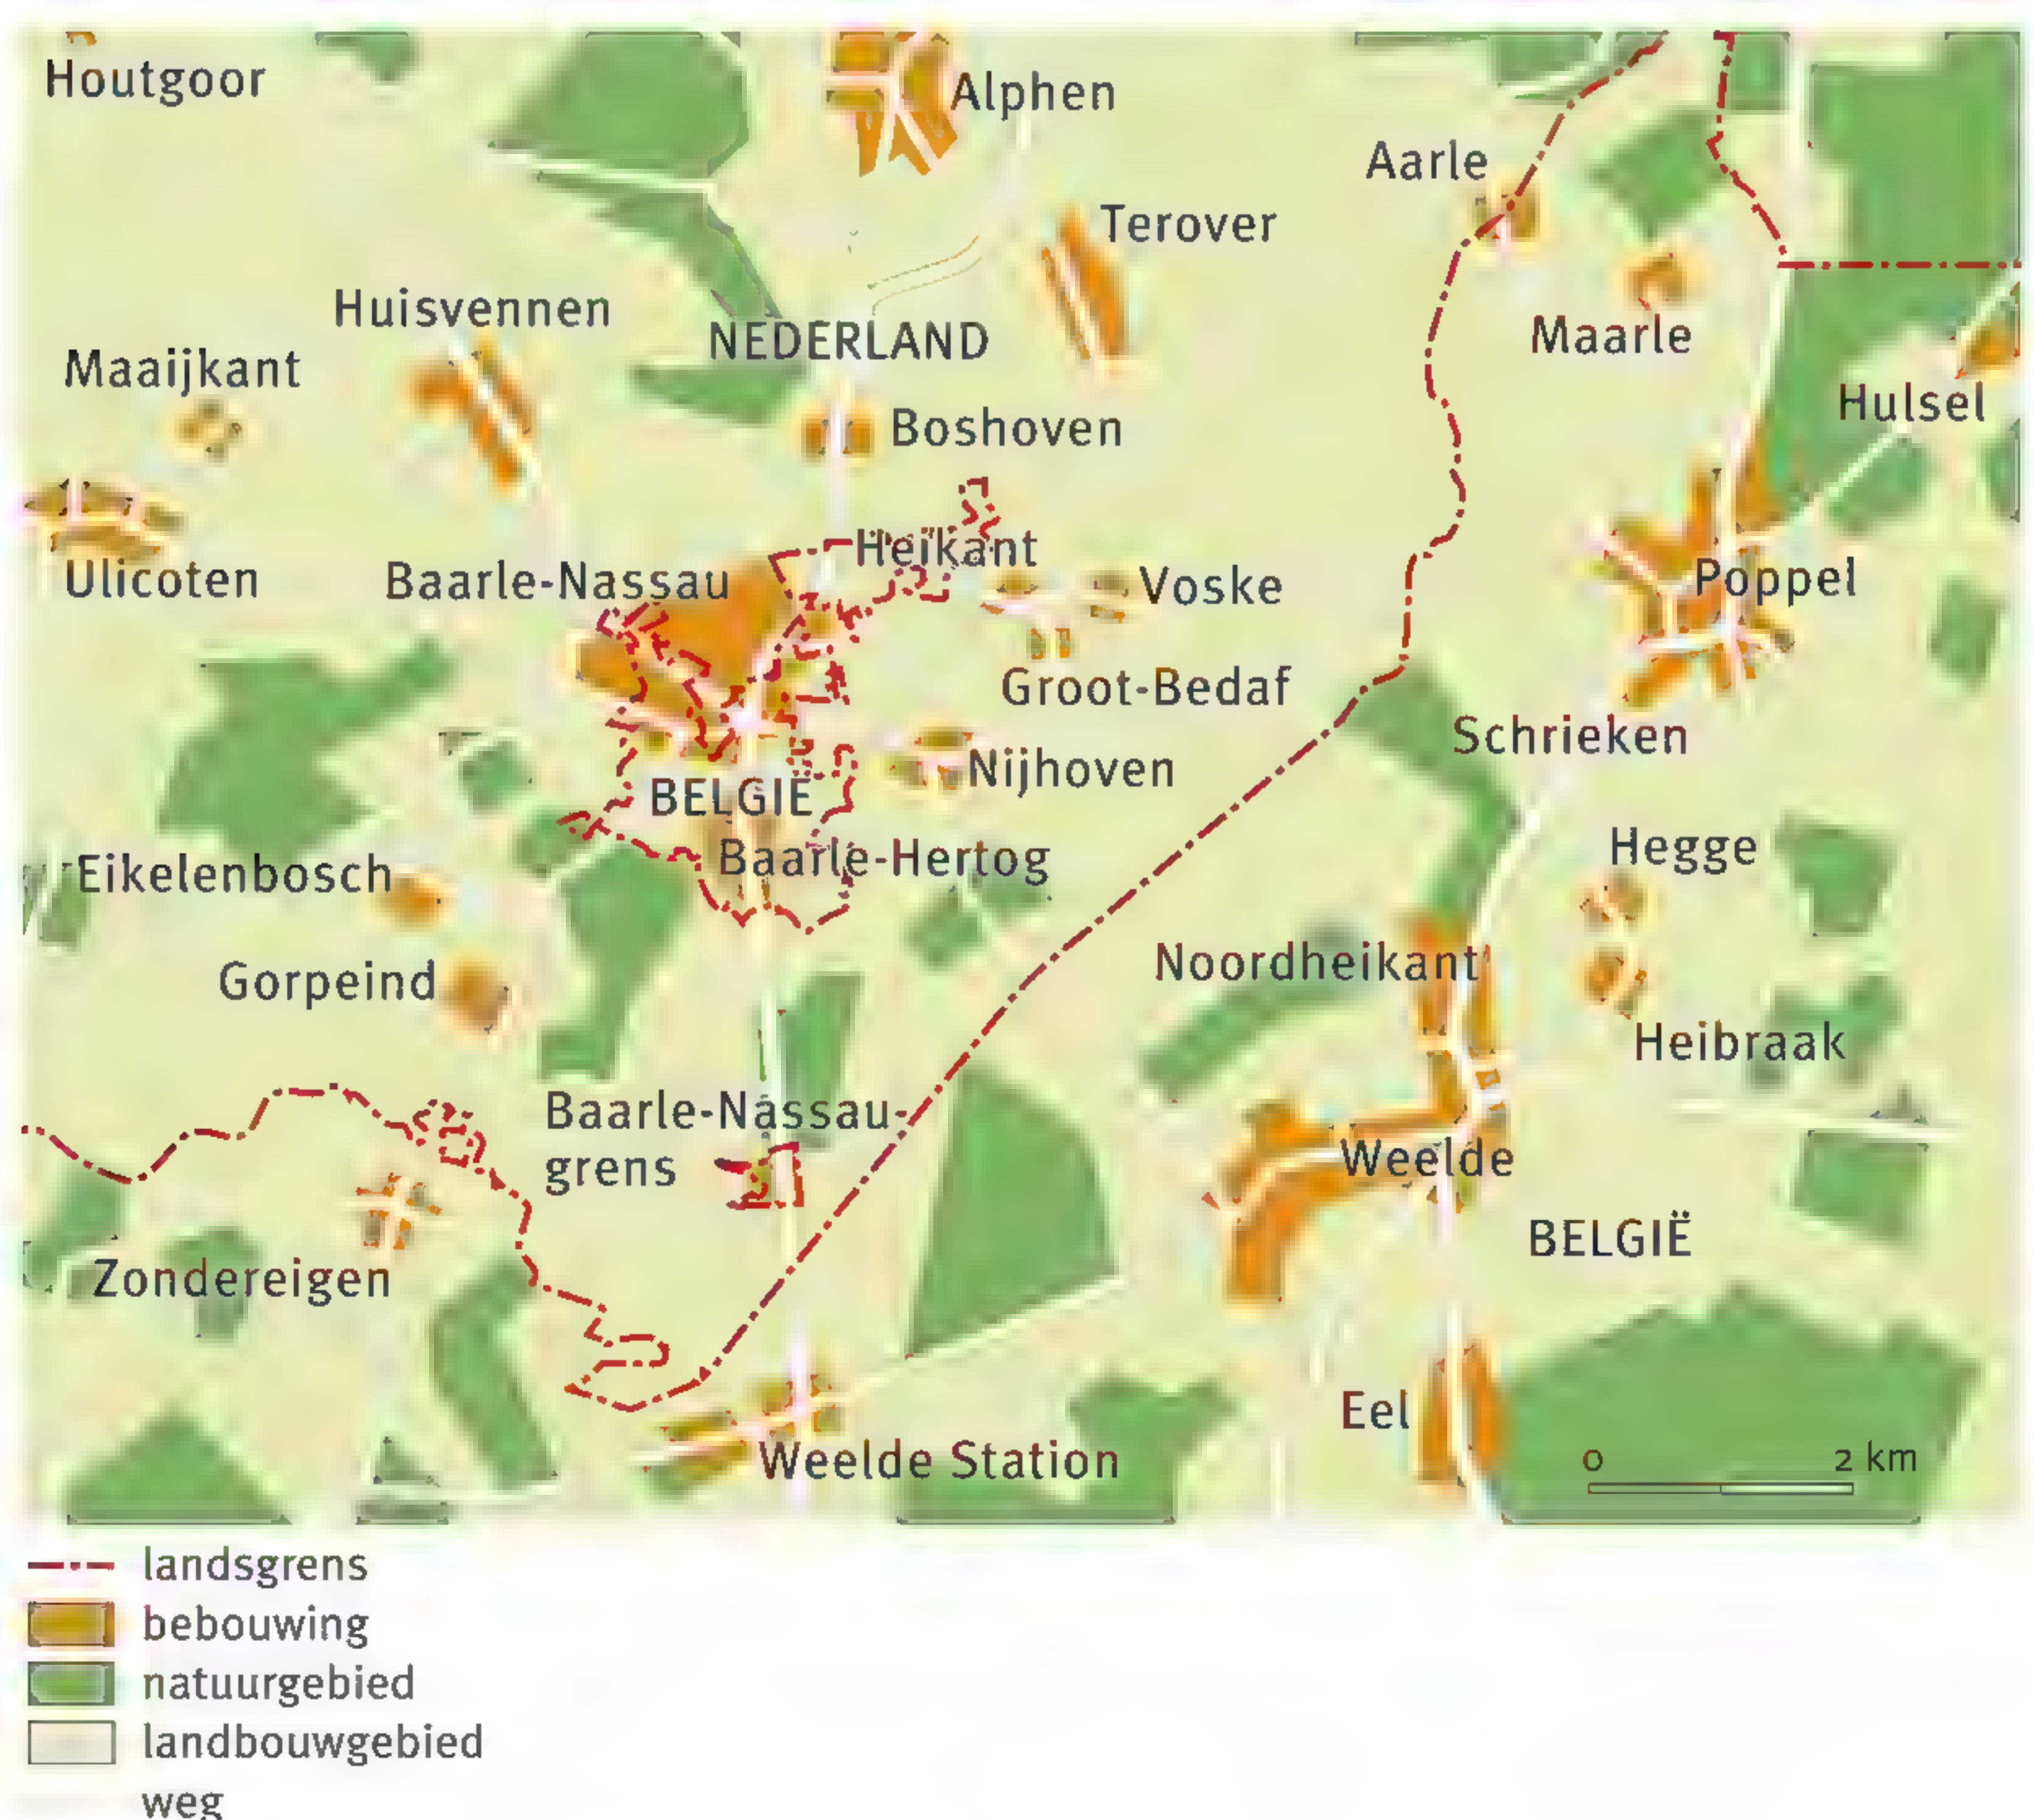 Houtgoor
Alphen
Aarle
Terover
Huisvennen
NEDERLAND
Maarle
Maaijkant
Hulsel
Boshoven
Heikant
Ulicoten
Baarle-Nassau
Voske
Poppel
Groot-Bedaf
Schrieken
Nijhoven
BELGIË
Baarle-Hertog
Hegge
Eikelenbosch
Noordheikant
Gorpeind
Heibraak
Baarle-Nassau-
grens
Weelde
BELGIË
Zondereigen
Eel
Weelde Station
0 2 km
landsgrens
bebouwing
natuurgebied
landbouwgebied
weg